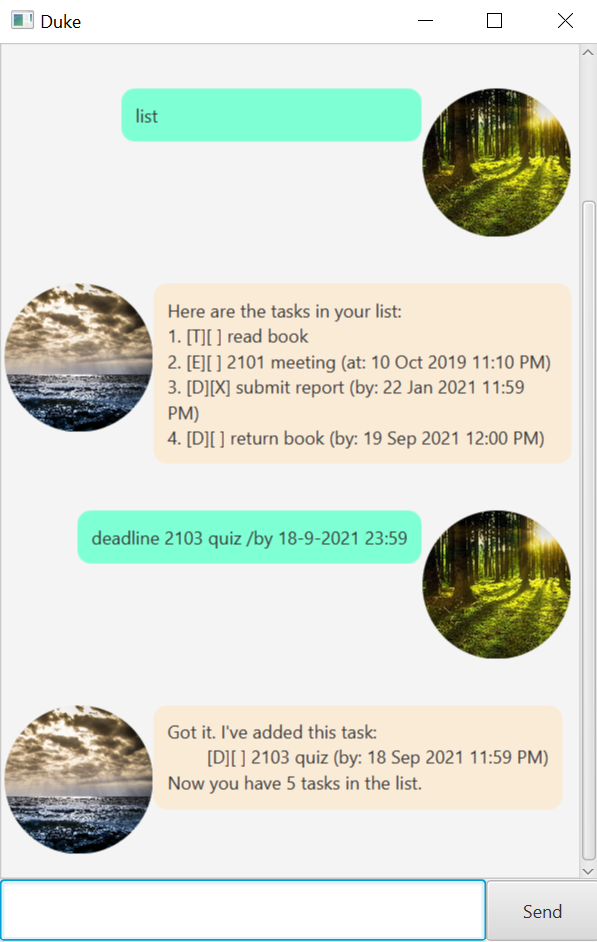 Duke
list
Here are the tasks in your list:
1. [T][ ] read book
2. [E][ ] 2101 meeting (at: 10 Oct 2019 11:10 PM)
3. [D][X] submit report (by: 22 Jan 2021 11:59
PM)
4. [D][ ] return book (by: 19 Sep 2021 12:00 PM)
deadline 2103 quiz /by 18-9-2021 23:59
Got it. I've added this task:
[D][ ] 2103 quiz (by: 18 Sep 2021 11:59 PM)
Now you have 5 tasks in the list.
Send